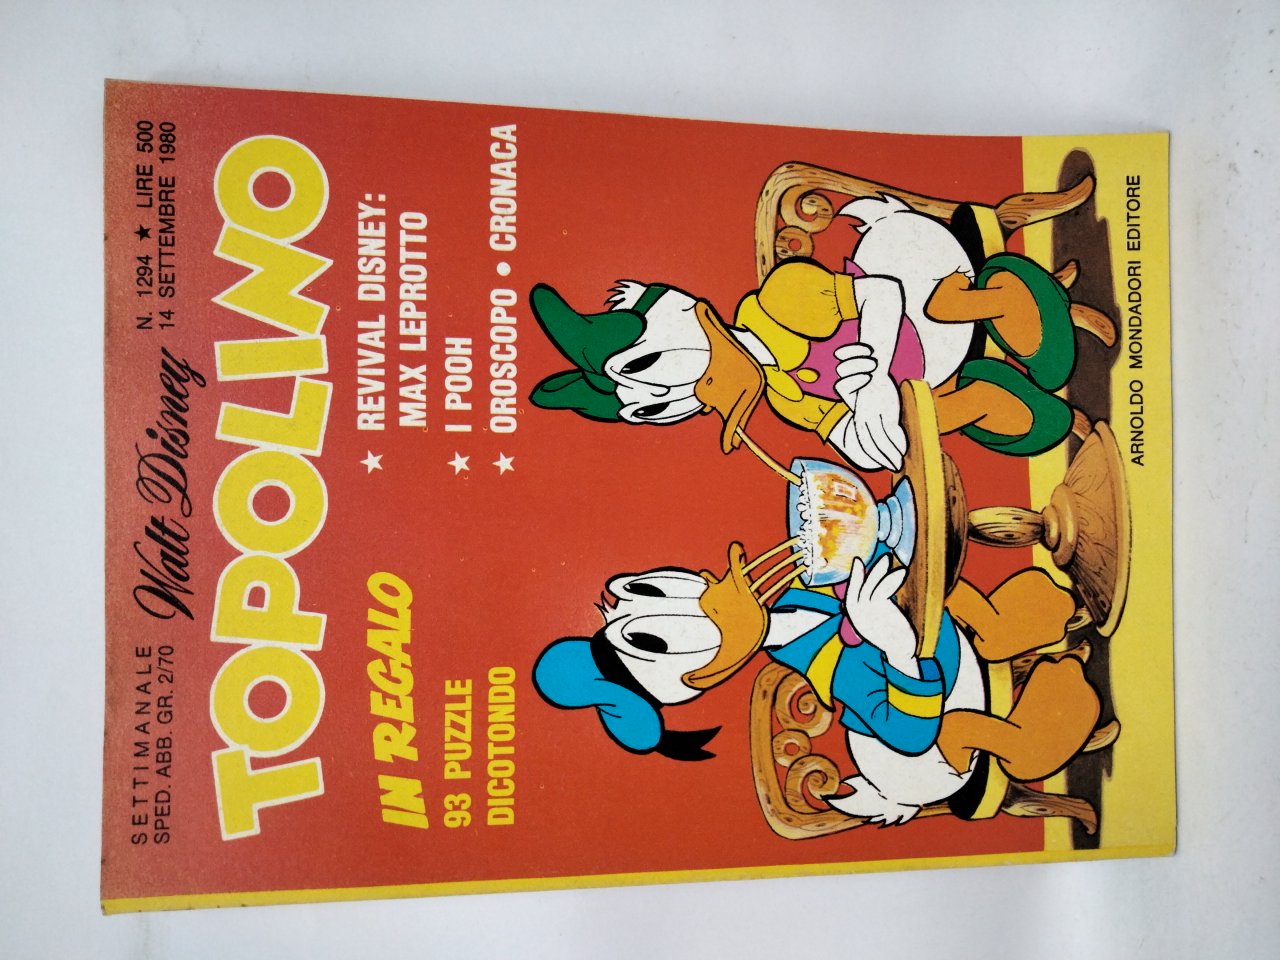 SETTIMANALE
SPED. ABB. GR. 2/70
Walt Disney
N. 1294 ★ LIRE 500
14 SETTEMBRE 1980
TOPOLINO
IN REGALO
93 PUZZLE
DICOTONDO
★ REVIVAL DISNEY:
MAX LEPROTTO
★ I POOH
★ OROSCOPO • CRONACA
ARNOLDO MONDADORI EDITORE